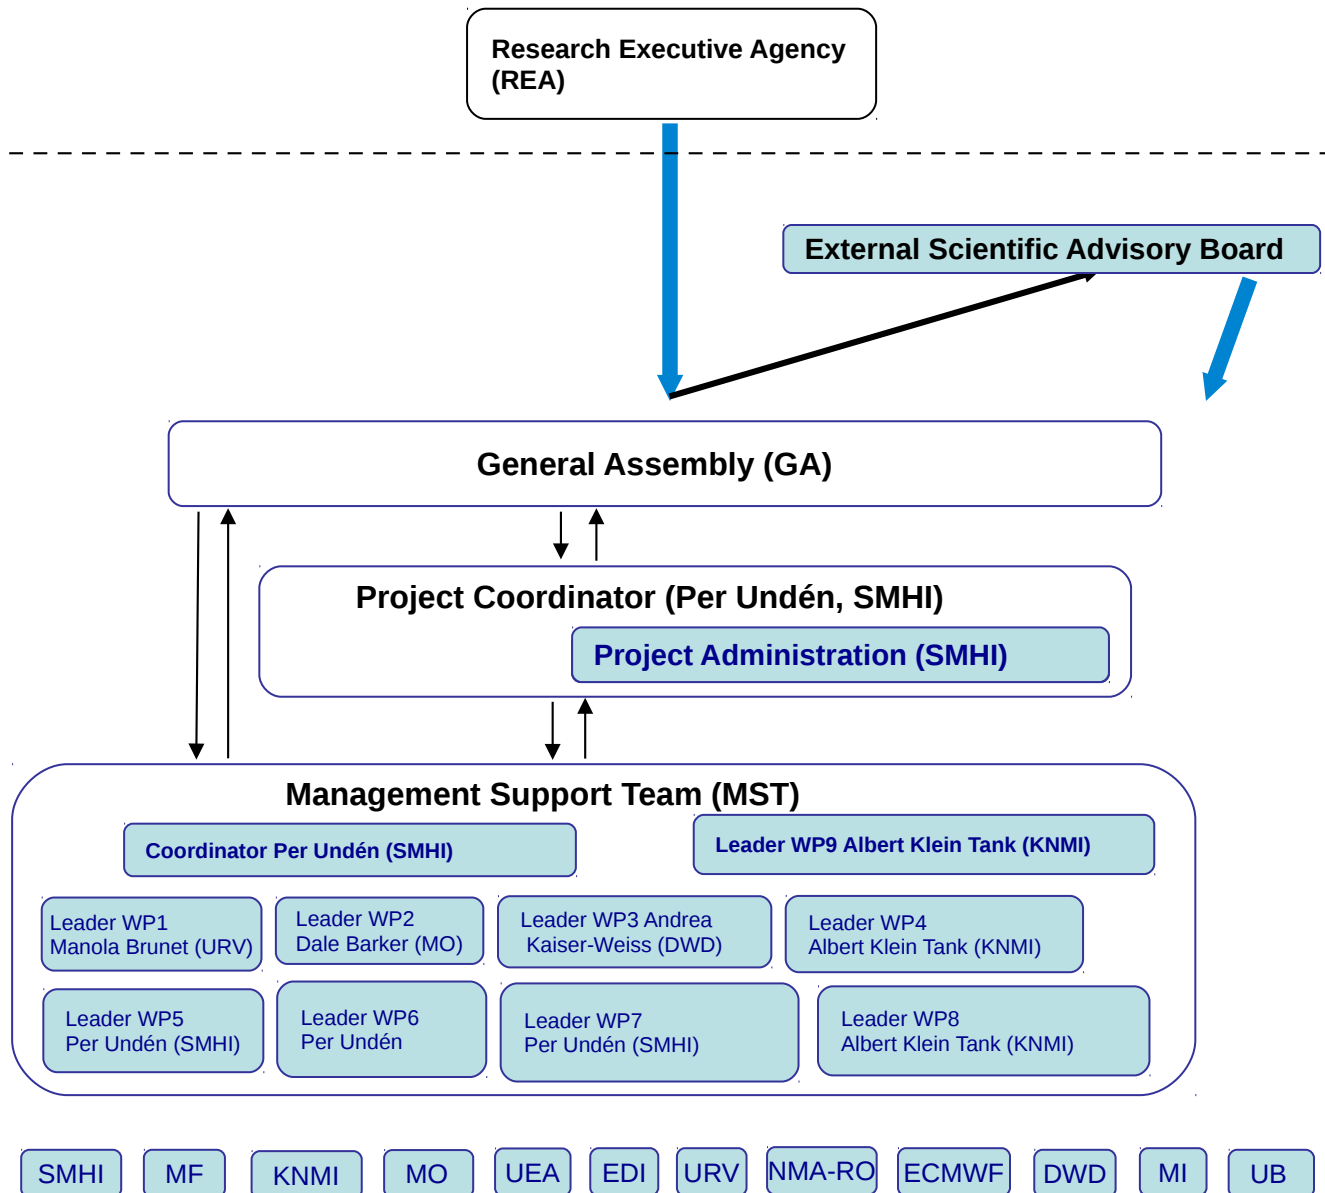 Research Executive Agency
(REA)
External Scientific Advisory Board
General Assembly (GA)
Project Coordinator (Per Undén, SMHI)
Project Administration (SMHI)
Management Support Team (MST)
Coordinator Per Undén (SMHI)
Leader WP9 Albert Klein Tank (KNMI)
Leader WP1
Manola Brunet (URV)
Leader WP2
Dale Barker (MO)
Leader WP3 Andrea
Kaiser-Weiss (DWD)
Leader WP4
Albert Klein Tank (KNMI)
Leader WP5
Per Undén (SMHI)
Leader WP6
Per Undén
Leader WP7
Per Undén (SMHI)
Leader WP8
Albert Klein Tank (KNMI)
SMHI
MF
KNMI
MO
UEA
EDI
URV
NMA-RO
ECMWF
DWD
MI
UB